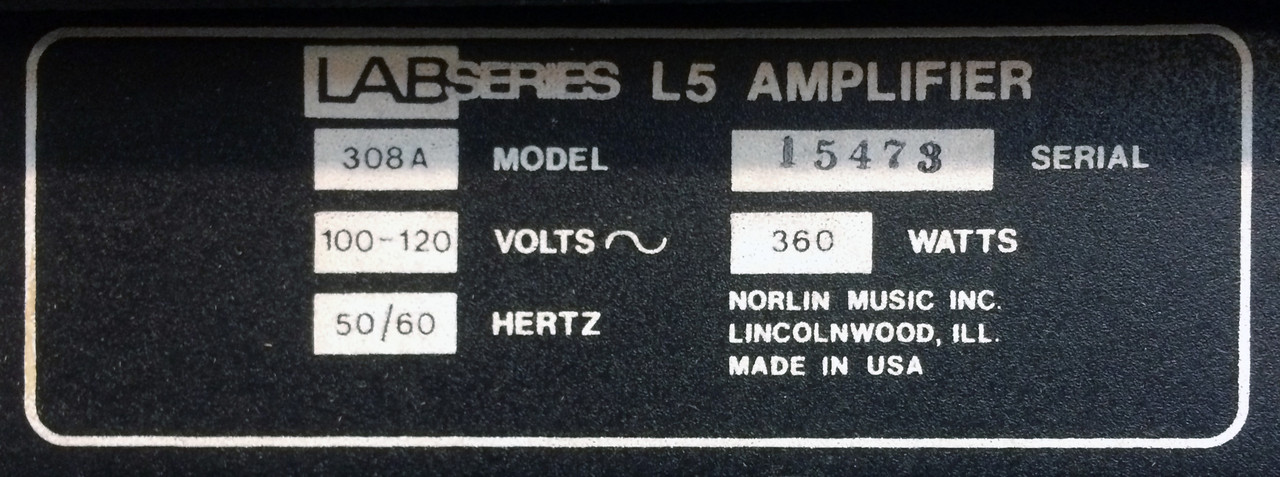 LAB SERIES L5 AMPLIFIER
308A MODEL 15473 SERIAL
100-120 VOLTS 360 WATTS
50/60 HERTZ
NORLIN MUSIC INC.
LINCOLNWOOD, ILL.
MADE IN USA